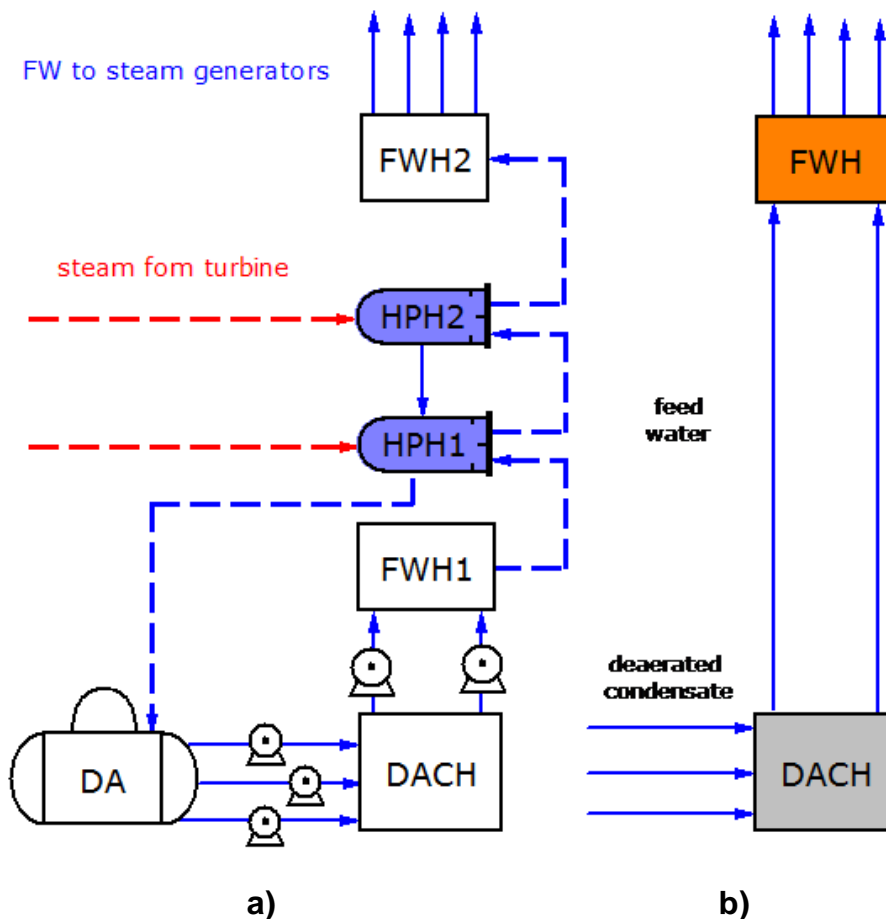 FW to steam generators
FWH2
FWH
steam fom turbine
HPH2
HPH1
feed
water
FWH1
deaerated
condensate
DA
DACH
DACH
a)
b)